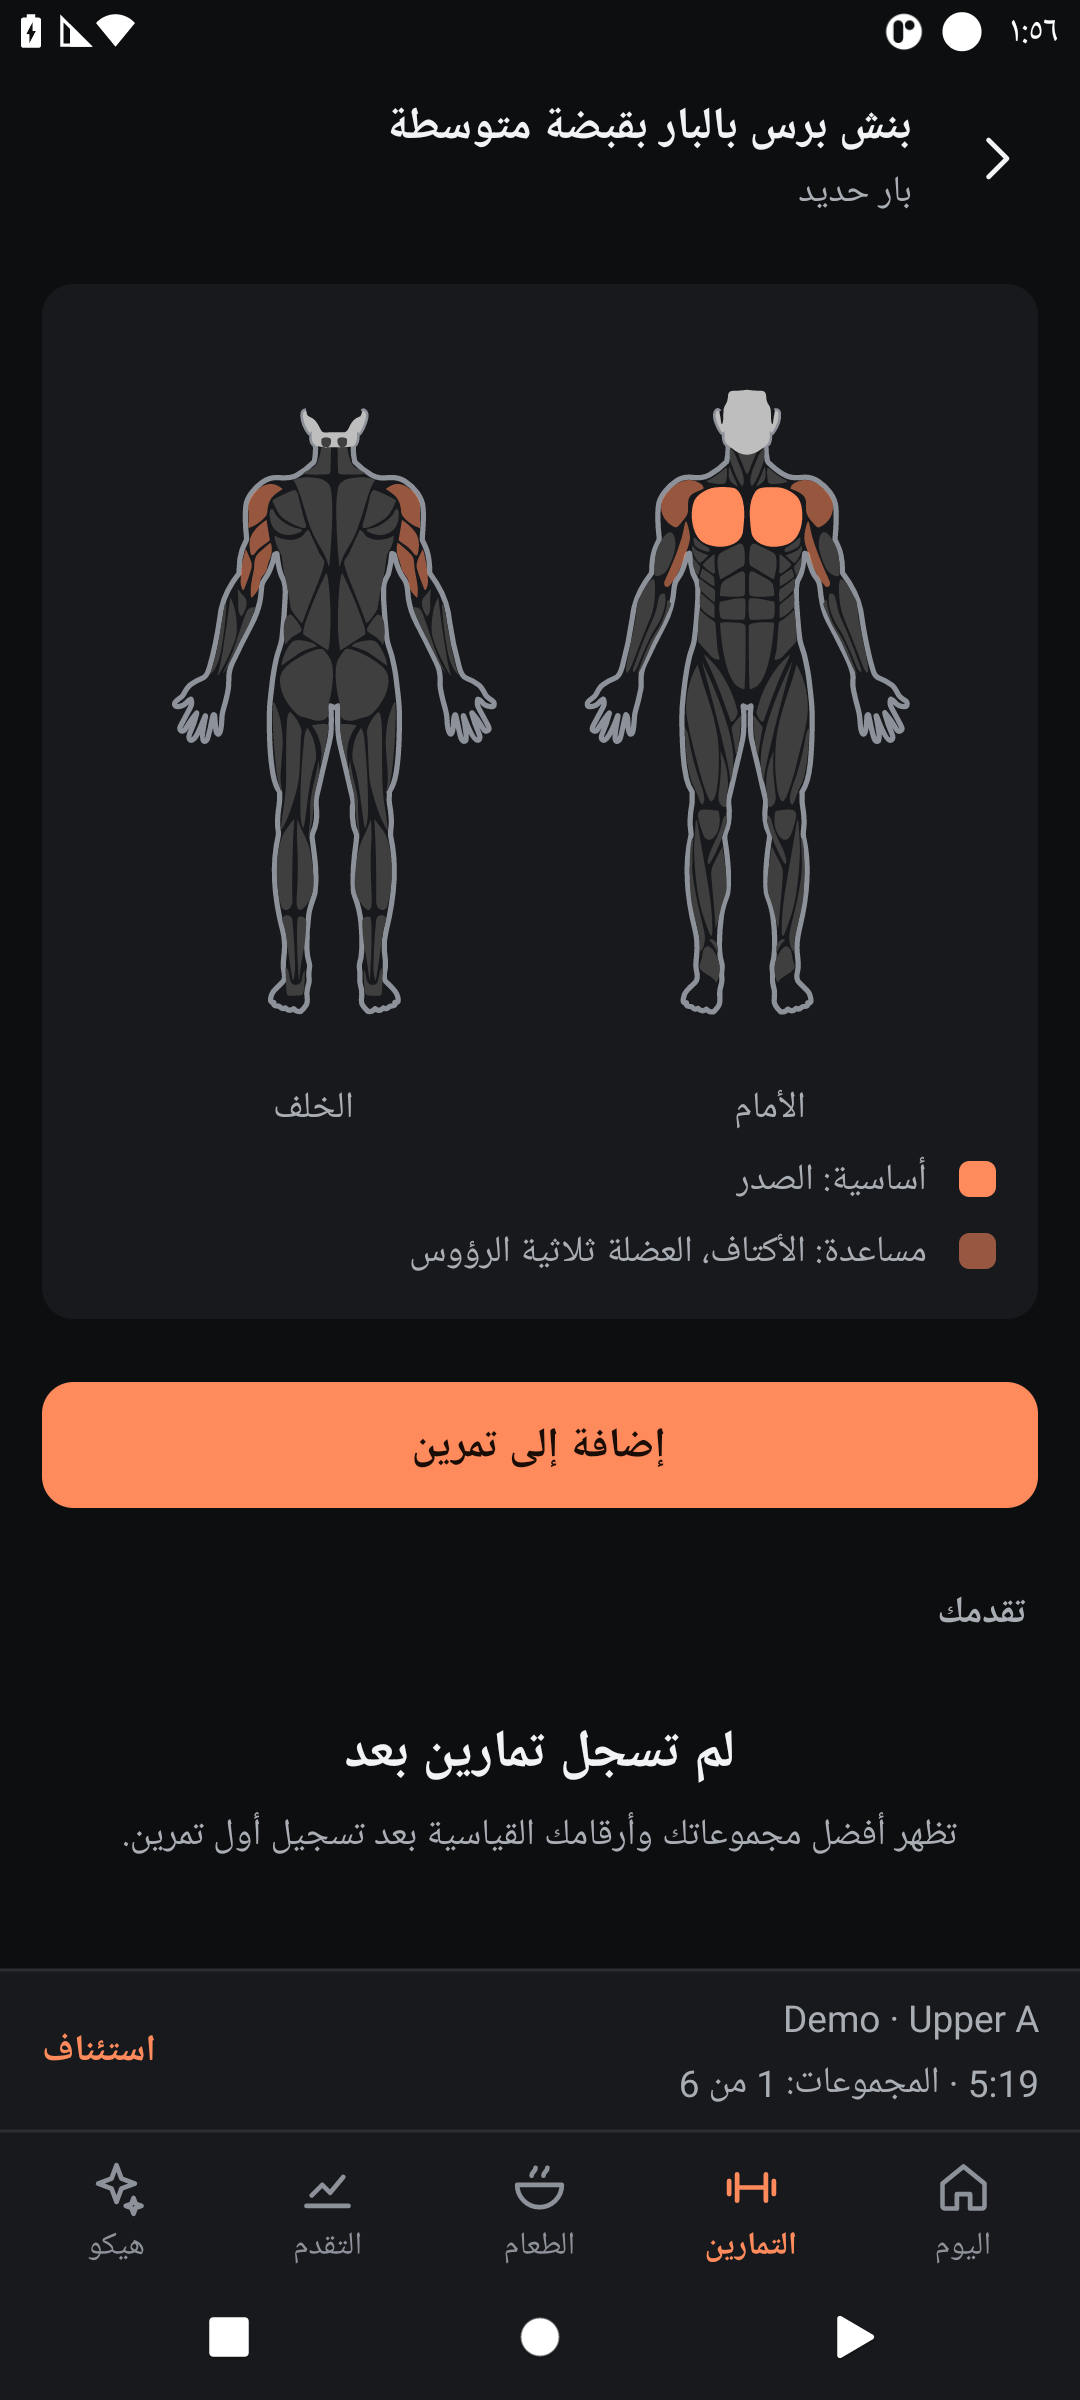 ١:٥٦
بنش برس بالبار بقبضة متوسطة
بار حديد
الأمام
الخلف
أساسية: الصدر
مساعدة: الأكتاف، العضلة ثلاثية الرؤوس
إضافة إلى تمرين
تقدمك
لم تسجل تمارين بعد
تظهر أفضل مجموعاتك وأرقامك القياسية بعد تسجيل أول تمرين.
Demo · Upper A
5:19 · المجموعات: 1 من 6
استئناف
اليوم
التمارين
الطعام
التقدم
هيكو